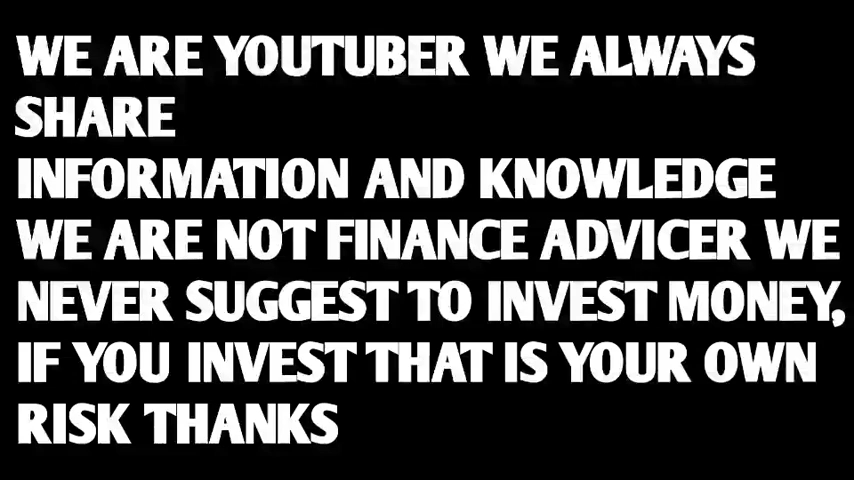 WE ARE YOUTUBER WE ALWAYS
SHARE
INFORMATION AND KNOWLEDGE
WE ARE NOT FINANCE ADVICER WE
NEVER SUGGEST TO INVEST MONEY,
IF YOU INVEST THAT IS YOUR OWN
RISK THANKS